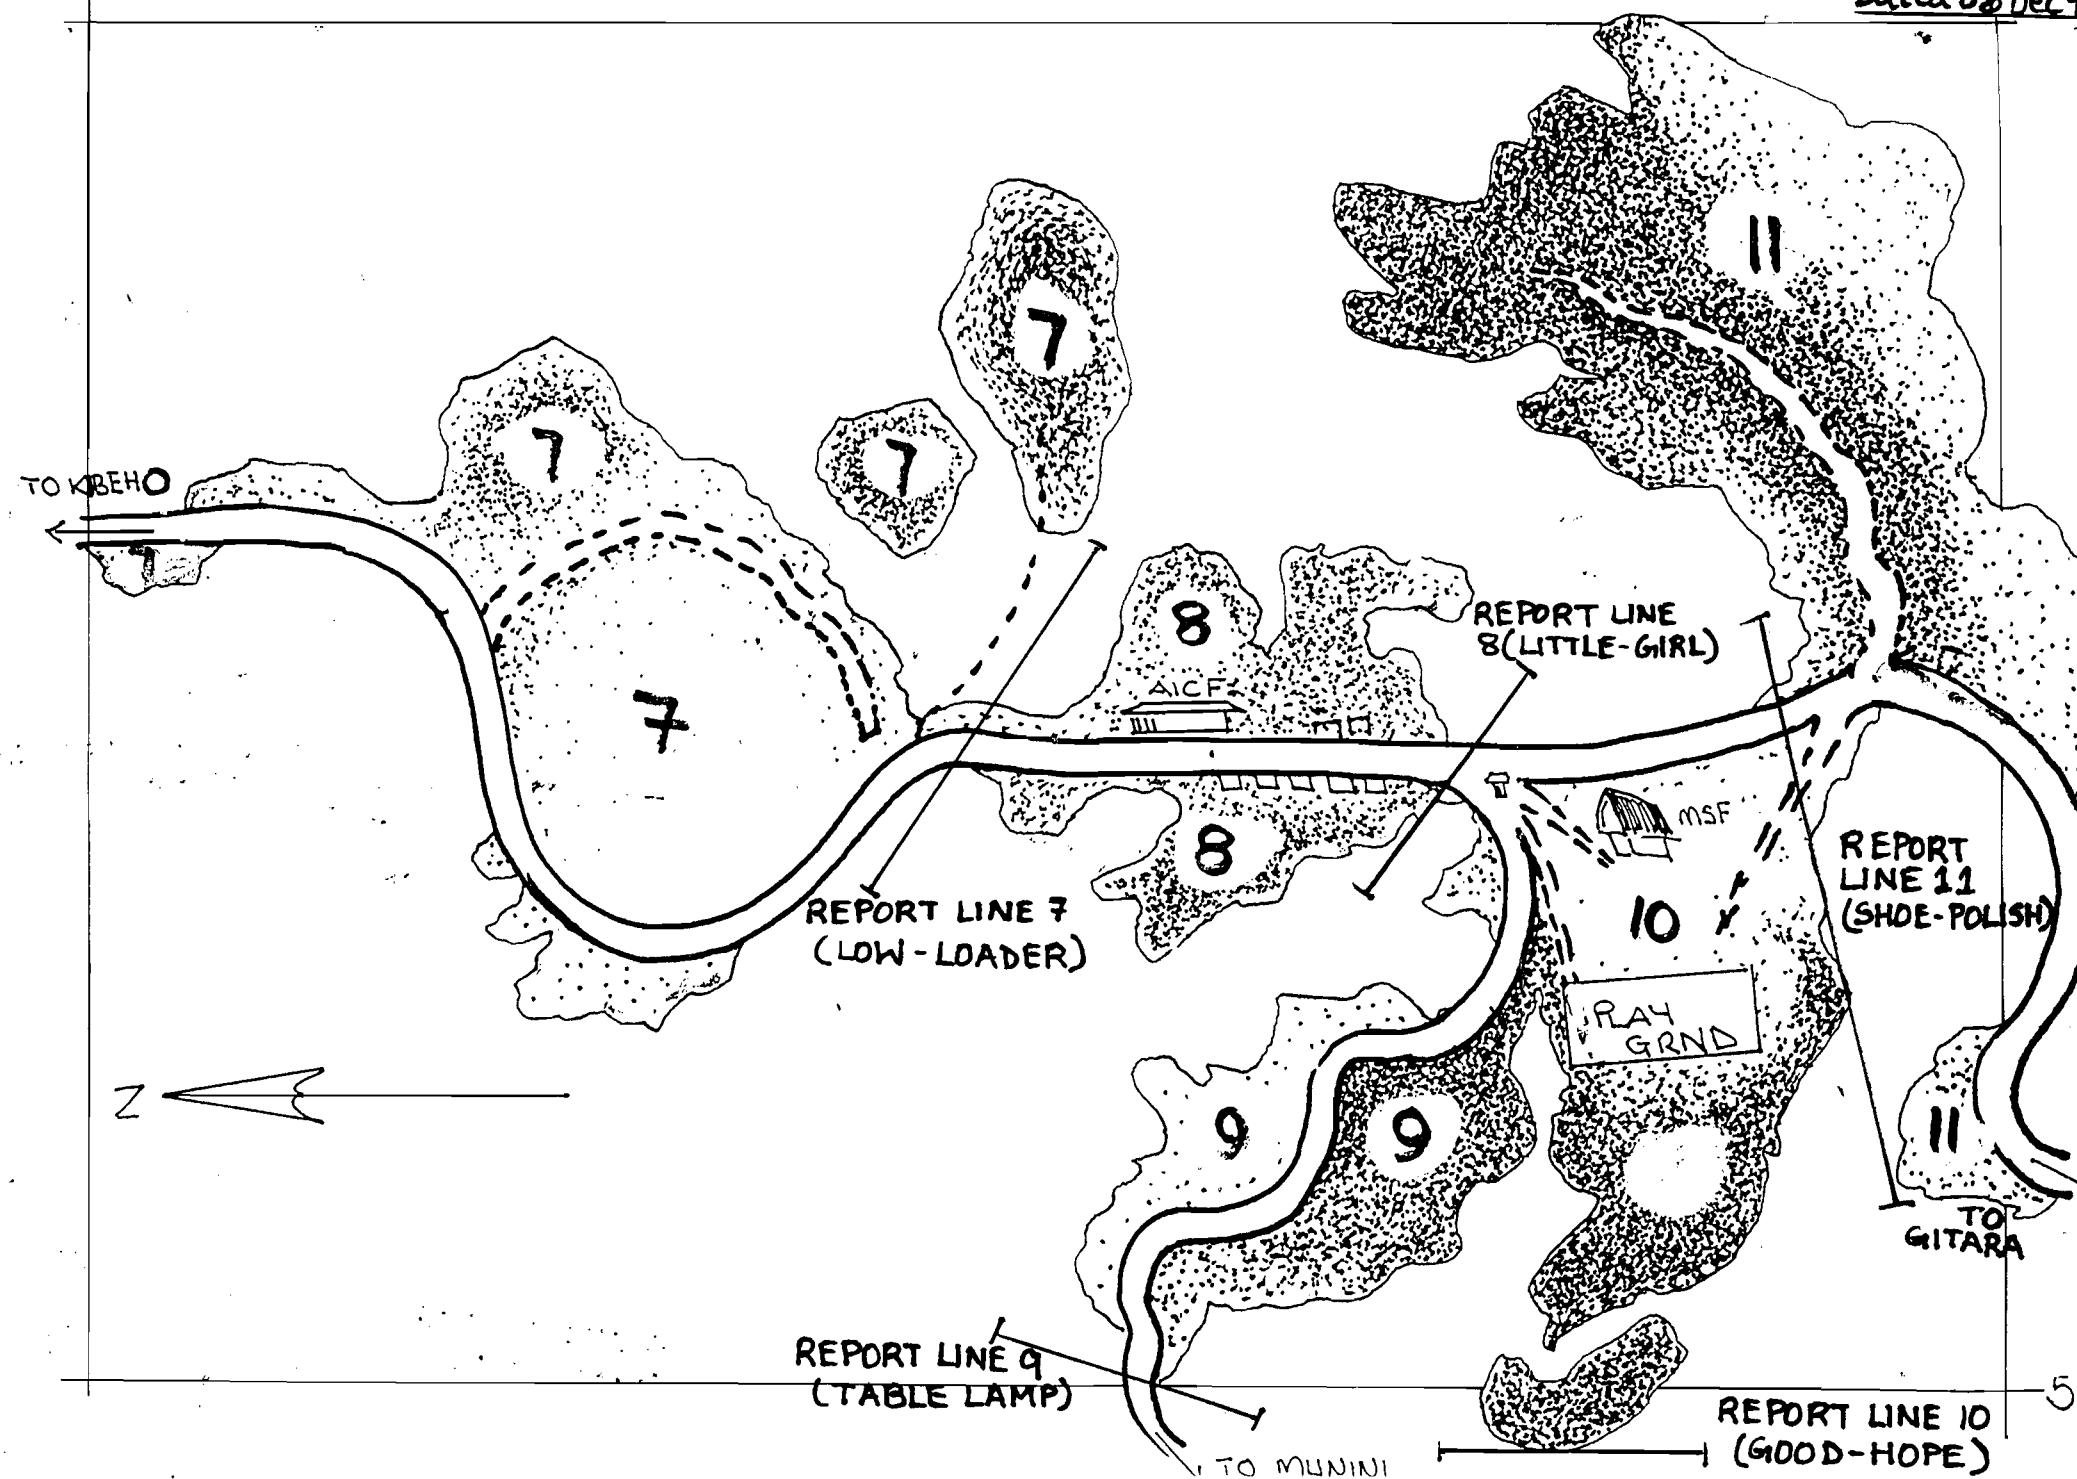 11
7
7
7
TO KIBEHO
7
8
REPORT LINE
8(LITTLE-GIRL)
AICF
7
MSF
8
REPORT
LINE 11
(SHOE-POLISH)
10
REPORT LINE 7
(LOW-LOADER)
PLAY
GRND
Z
9
9
11
TO
GITARA
REPORT LINE 9
(TABLE LAMP)
5
REPORT LINE 10
(GOOD-HOPE)
TO MUNINI